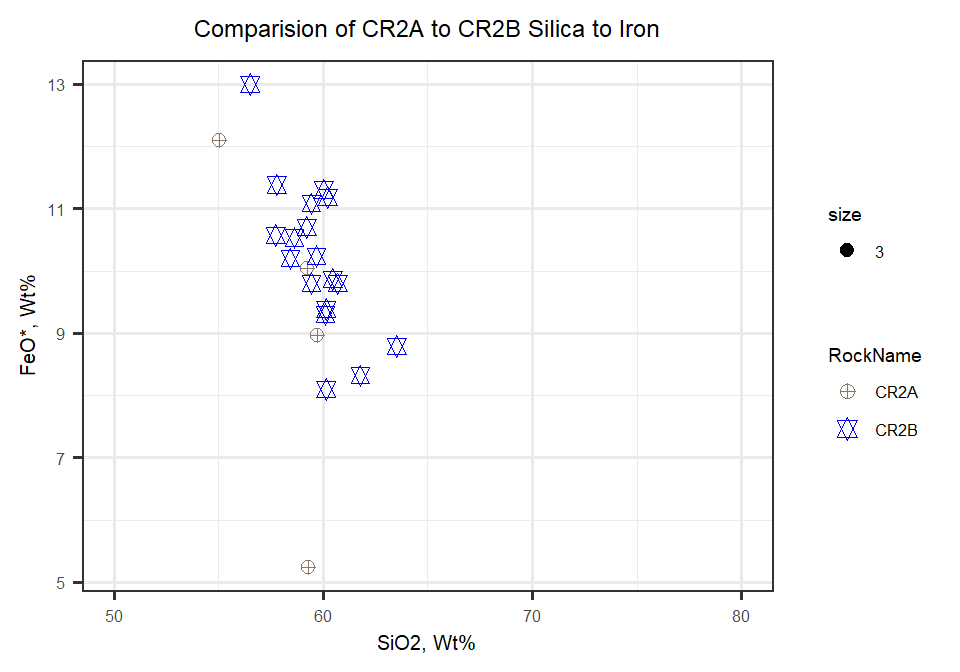 Comparision of CR2A to CR2B Silica to Iron
13
11
9
7
5
FeO*, Wt%
50 60 70 80
SiO2, Wt%
size
3
RockName
CR2A
CR2B